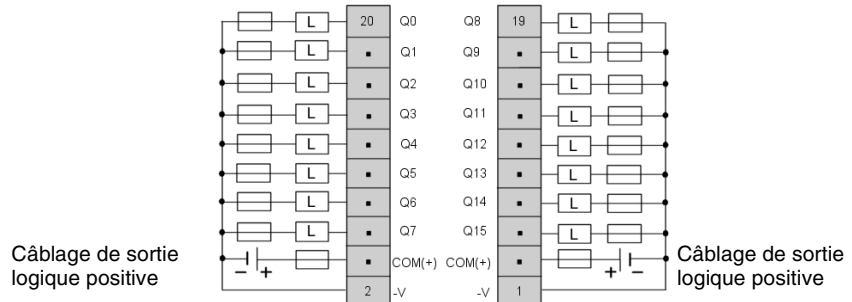 L 20 Q0 Q8 19 L
L Q1 Q9 L
L Q2 Q10 L
L Q3 Q11 L
L Q4 Q12 L
L Q5 Q13 L
L Q6 Q14 L
L Q7 Q15 L
Câblage de sortie
logique positive
− + COM(+) COM(+) + −
Câblage de sortie
logique positive
2 -V -V 1